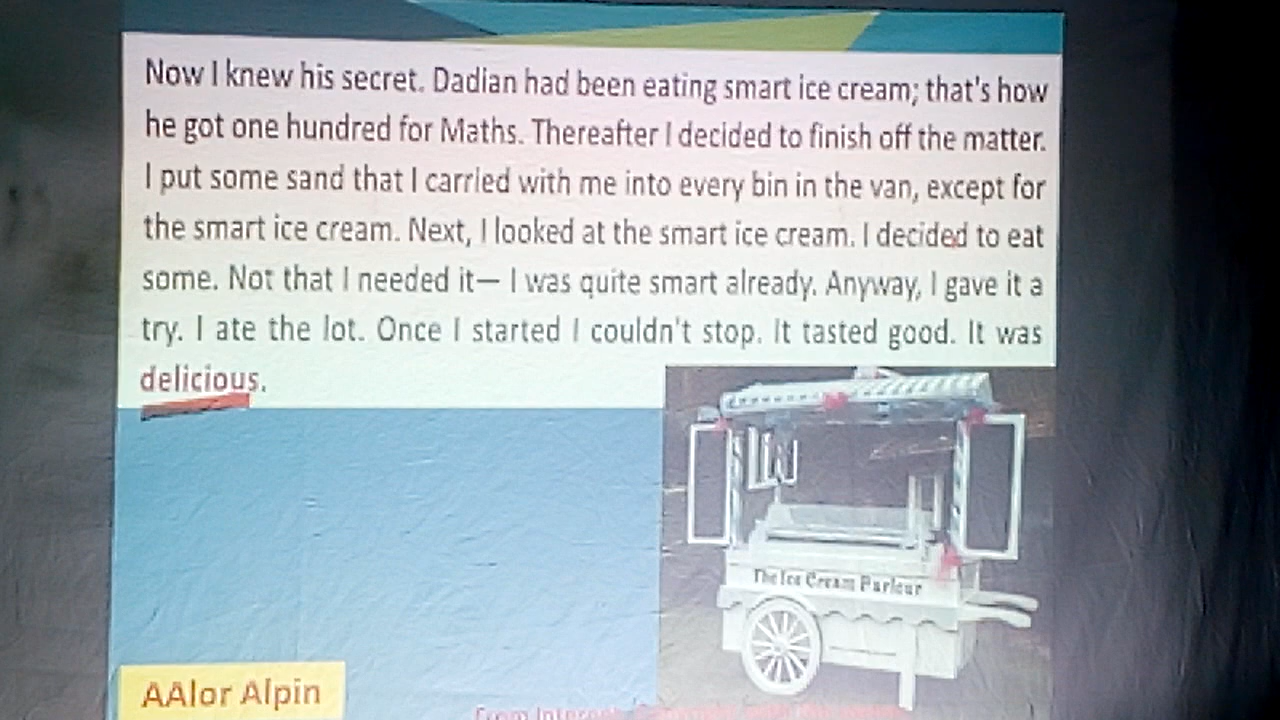 Now I knew his secret. Dadian had been eating smart ice cream; that's how
he got one hundred for Maths. Thereafter I decided to finish off the matter.
I put some sand that I carried with me into every bin in the van, except for
the smart ice cream. Next, I looked at the smart ice cream. I decided to eat
some. Not that I needed it— I was quite smart already. Anyway, I gave it a
try. I ate the lot. Once I started I couldn't stop. It tasted good. It was
delicious.
The Ice Cream Parlour
AAlor Alpin
From Internet